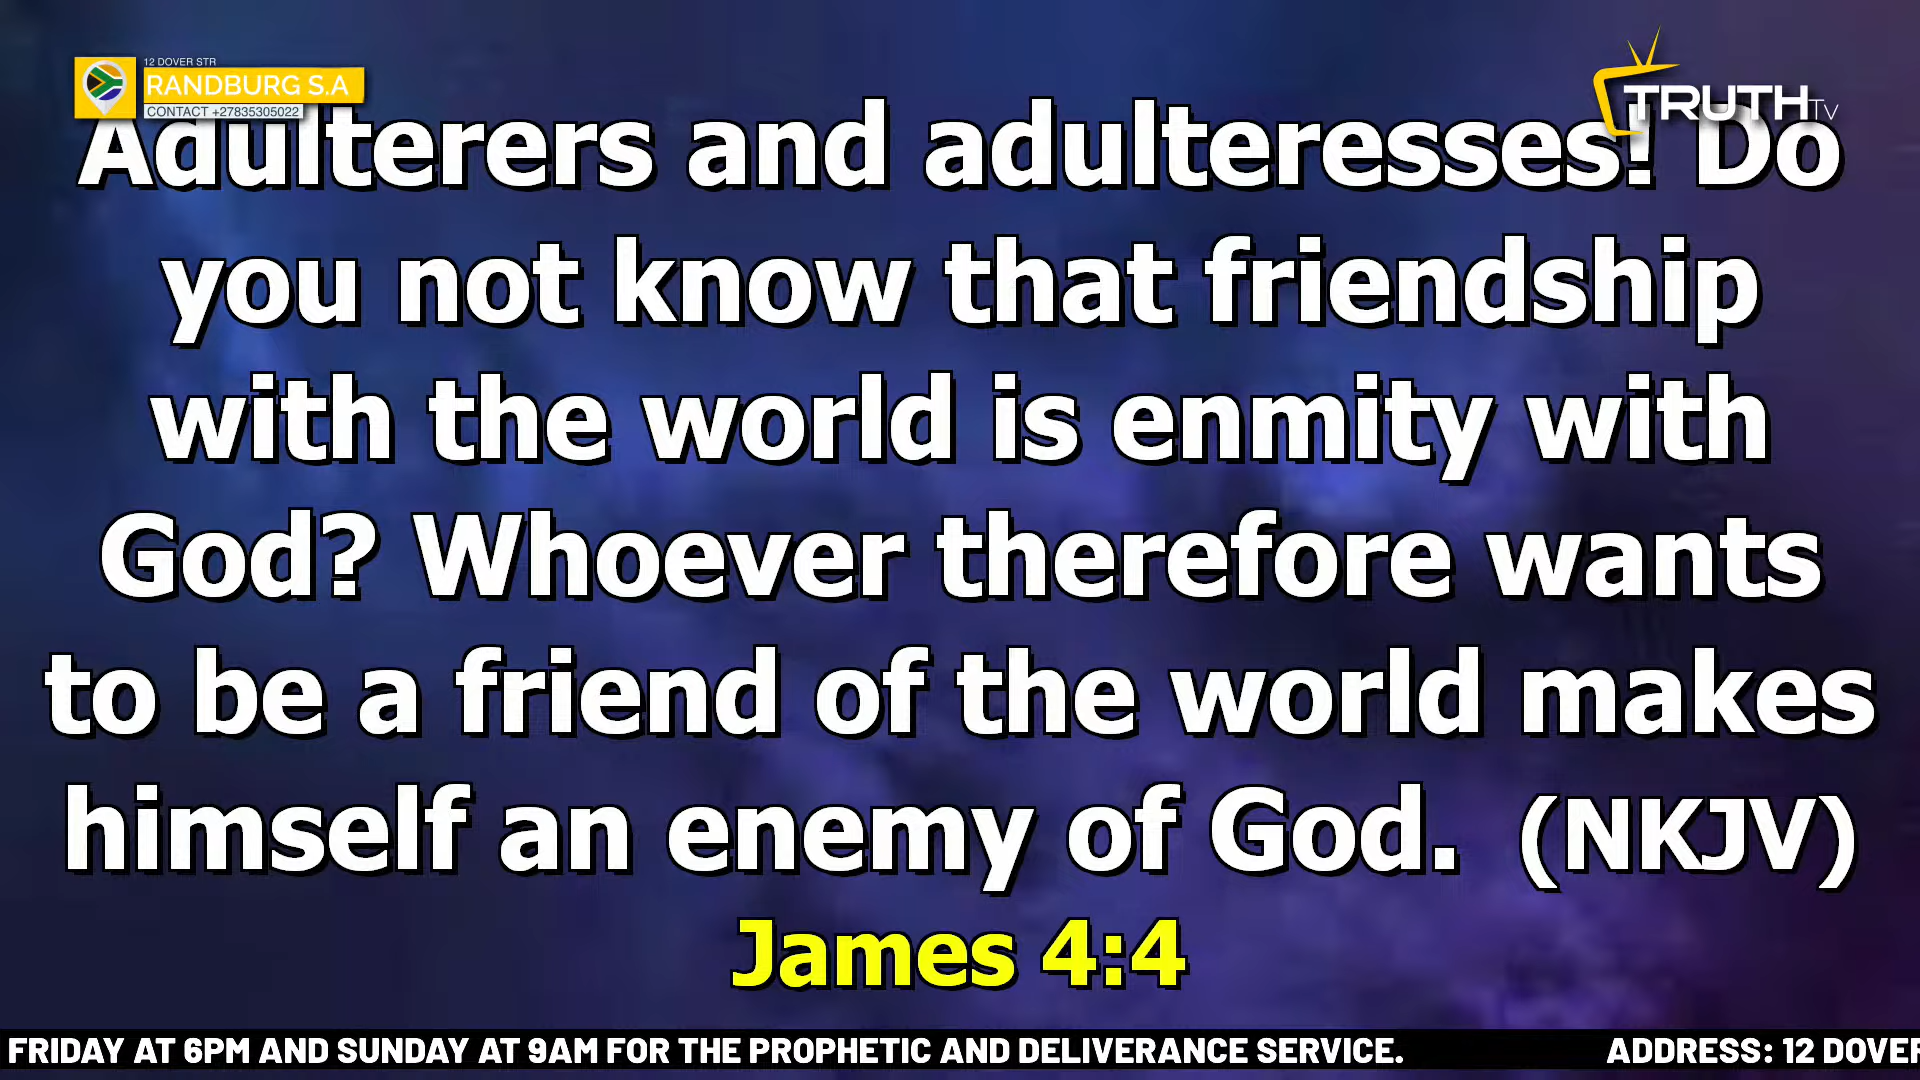 12 DOVER STR
RANDBURG S.A
CONTACT +27835305022
TRUTH TV
Adulterers and adulteresses! Do
you not know that friendship
with the world is enmity with
God? Whoever therefore wants
to be a friend of the world makes
himself an enemy of God. (NKJV)
James 4:4
FRIDAY AT 6PM AND SUNDAY AT 9AM FOR THE PROPHETIC AND DELIVERANCE SERVICE. ADDRESS: 12 DOVER